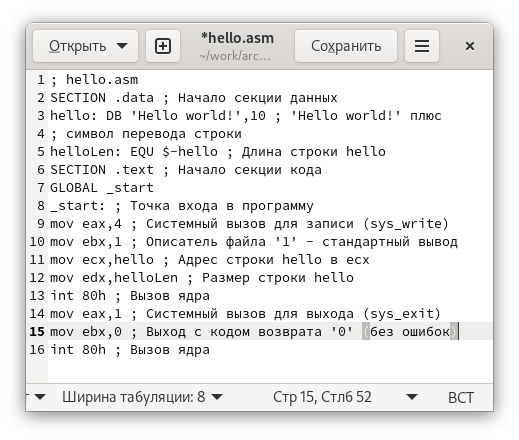 Открыть
*hello.asm
~/work/arc…
Сохранить
1 ; hello.asm
2 SECTION .data ; Начало секции данных
3 hello: DB 'Hello world!',10 ; 'Hello world!' плюс
4 ; символ перевода строки
5 helloLen: EQU $-hello ; Длина строки hello
6 SECTION .text ; Начало секции кода
7 GLOBAL _start
8 _start: ; Точка входа в программу
9 mov eax,4 ; Системный вызов для записи (sys_write)
10 mov ebx,1 ; Описатель файла '1' - стандартный вывод
11 mov ecx,hello ; Адрес строки hello в ecx
12 mov edx,helloLen ; Размер строки hello
13 int 80h ; Вызов ядра
14 mov eax,1 ; Системный вызов для выхода (sys_exit)
15 mov ebx,0 ; Выход с кодом возврата '0' (без ошибок)
16 int 80h ; Вызов ядра
Ширина табуляции: 8
Стр 15, Стлб 52
ВСТ